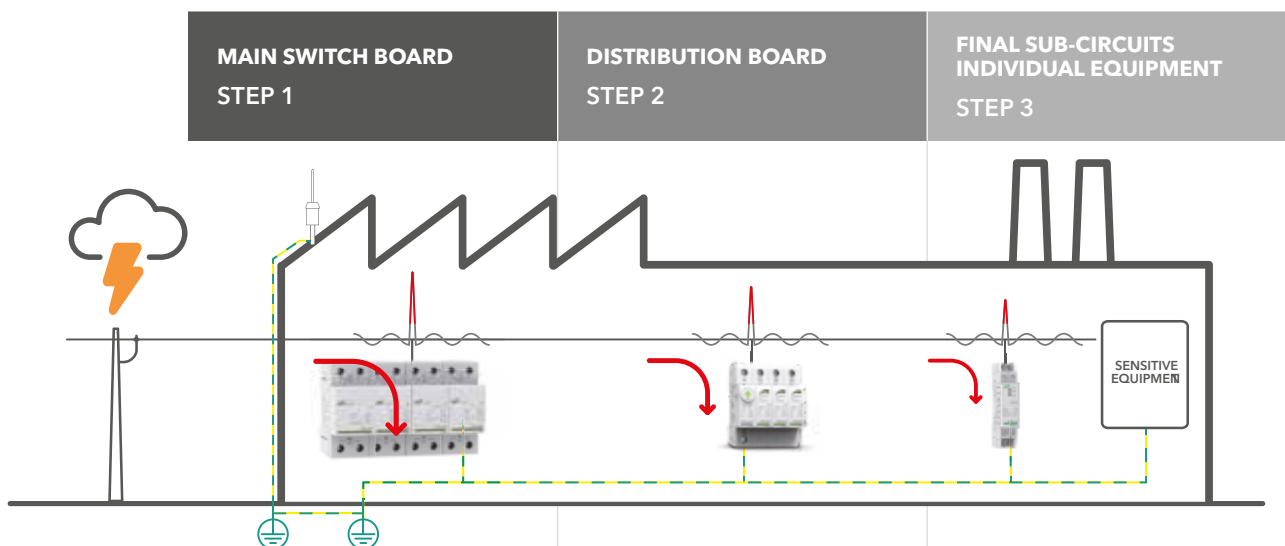 MAIN SWITCH BOARD
STEP 1
DISTRIBUTION BOARD
STEP 2
FINAL SUB-CIRCUITS
INDIVIDUAL EQUIPMENT
STEP 3
SENSITIVE
EQUIPMEN